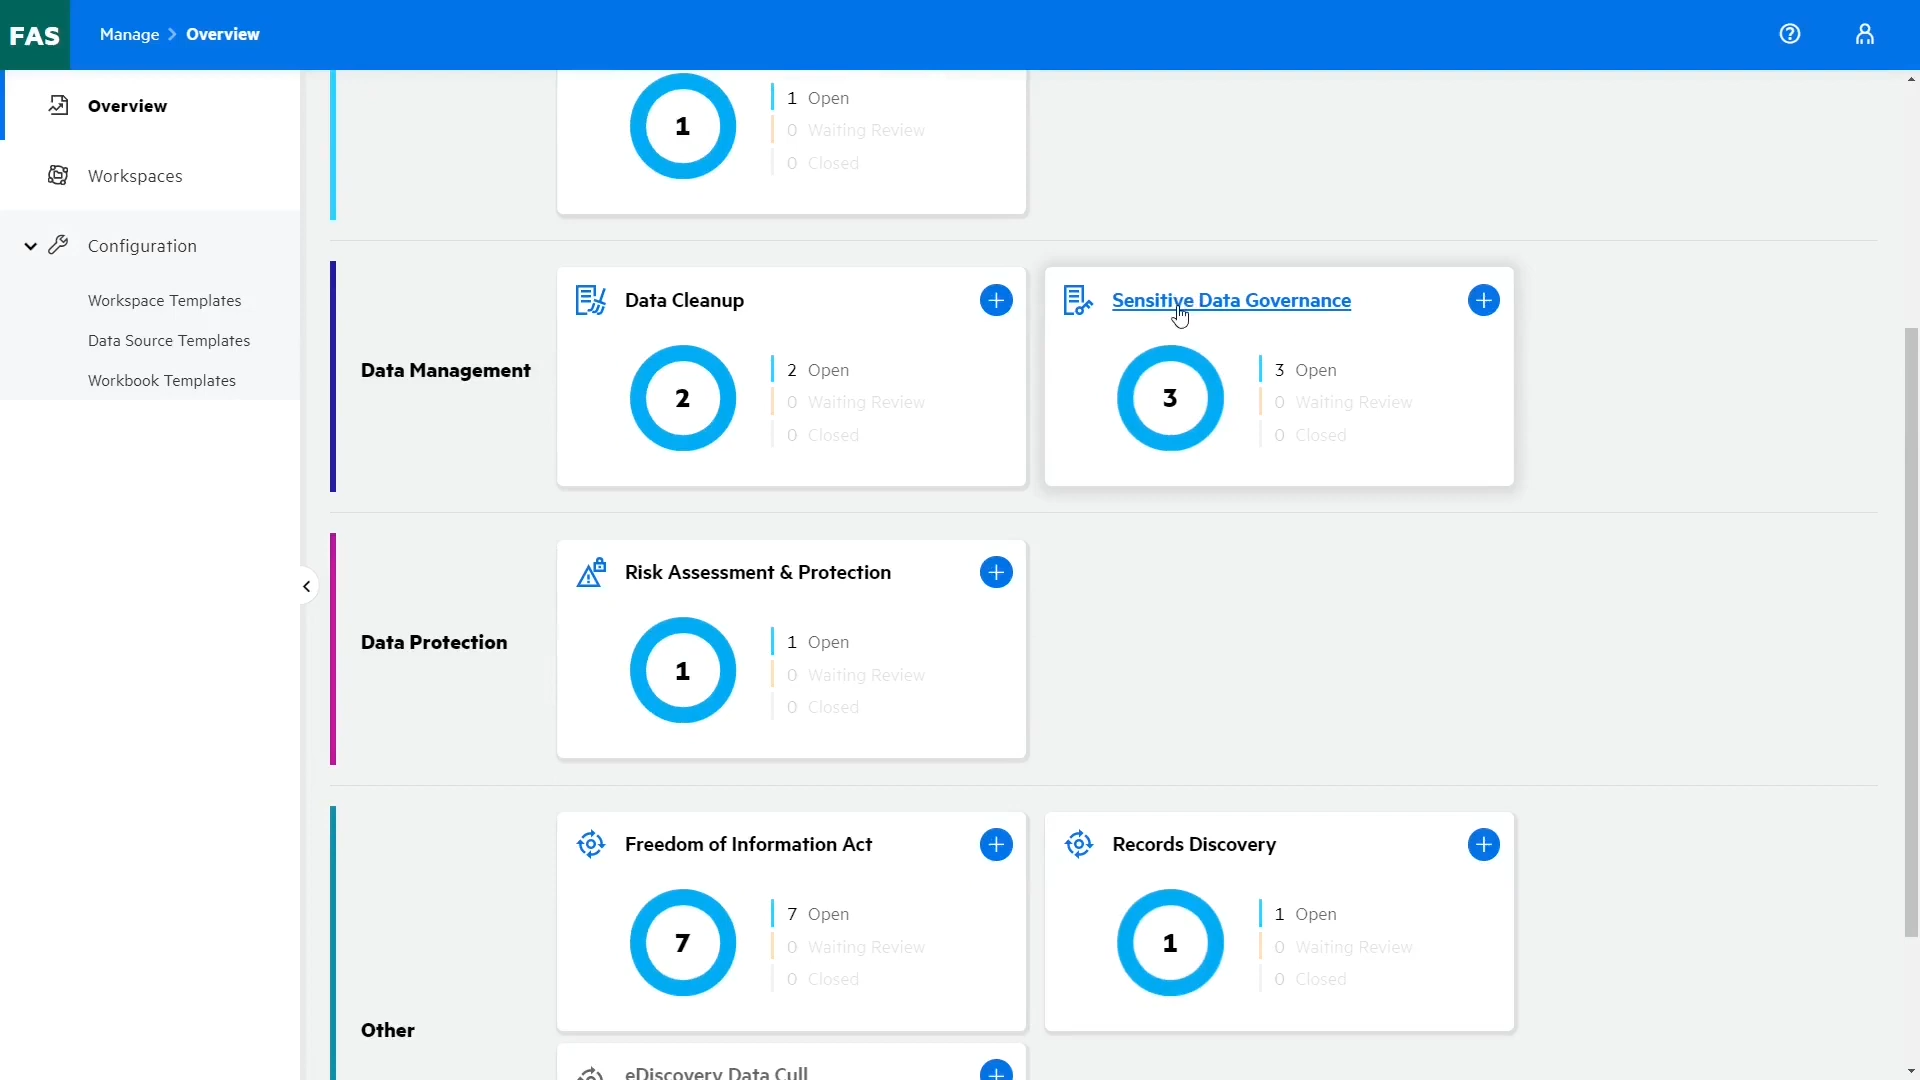 FAS
Manage > Overview
Overview
Workspaces
Configuration
Workspace Templates
Data Source Templates
Workbook Templates
1
1 Open
0 Waiting Review
0 Closed
Data Management
Data Cleanup
2
2 Open
0 Waiting Review
0 Closed
Sensitive Data Governance
3
3 Open
0 Waiting Review
0 Closed
Data Protection
Risk Assessment & Protection
1
1 Open
0 Waiting Review
0 Closed
Other
Freedom of Information Act
7
7 Open
0 Waiting Review
0 Closed
Records Discovery
1
1 Open
0 Waiting Review
0 Closed
eDiscovery Data Cull